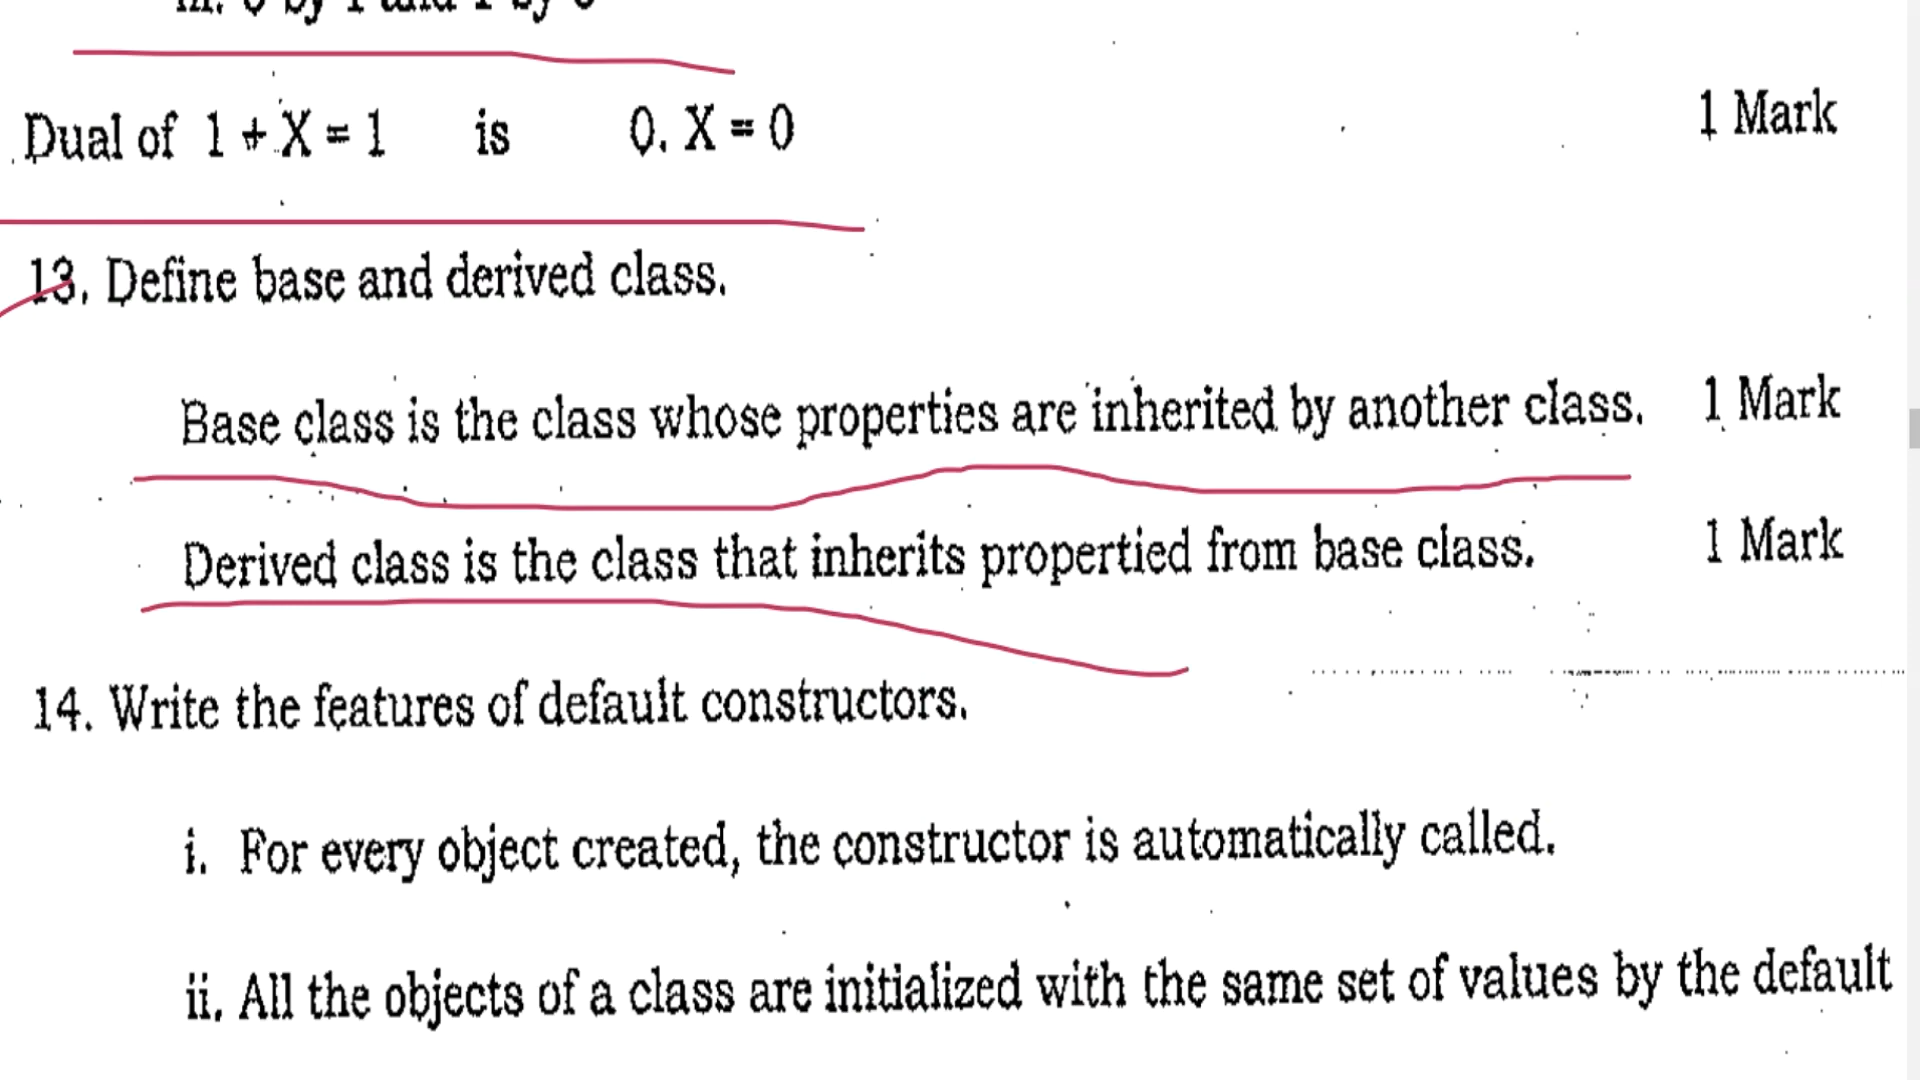 Dual of 1 + X = 1 is 0. X = 0 1 Mark
13. Define base and derived class.
Base class is the class whose properties are inherited by another class. 1 Mark
Derived class is the class that inherits propertied from base class. 1 Mark
14. Write the features of default constructors.
i. For every object created, the constructor is automatically called.
ii. All the objects of a class are initialized with the same set of values by the default